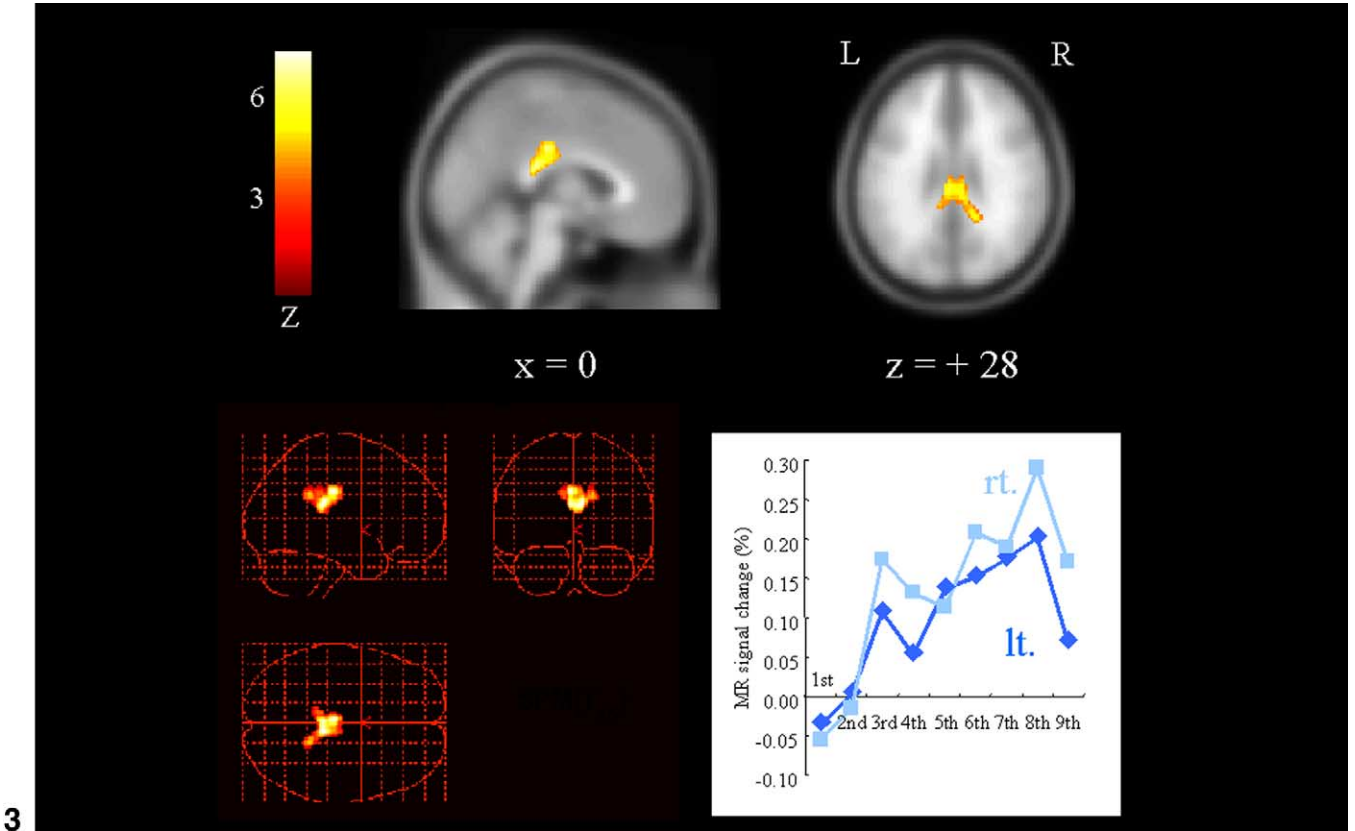 L R
6
3
Z
x = 0 z = + 28
MR signal change (%)
0.30
0.25
0.20
0.15
0.10
0.05
0.00
-0.05
-0.10
rt.
lt.
1st
2nd 3rd 4th 5th 6th 7th 8th 9th
3